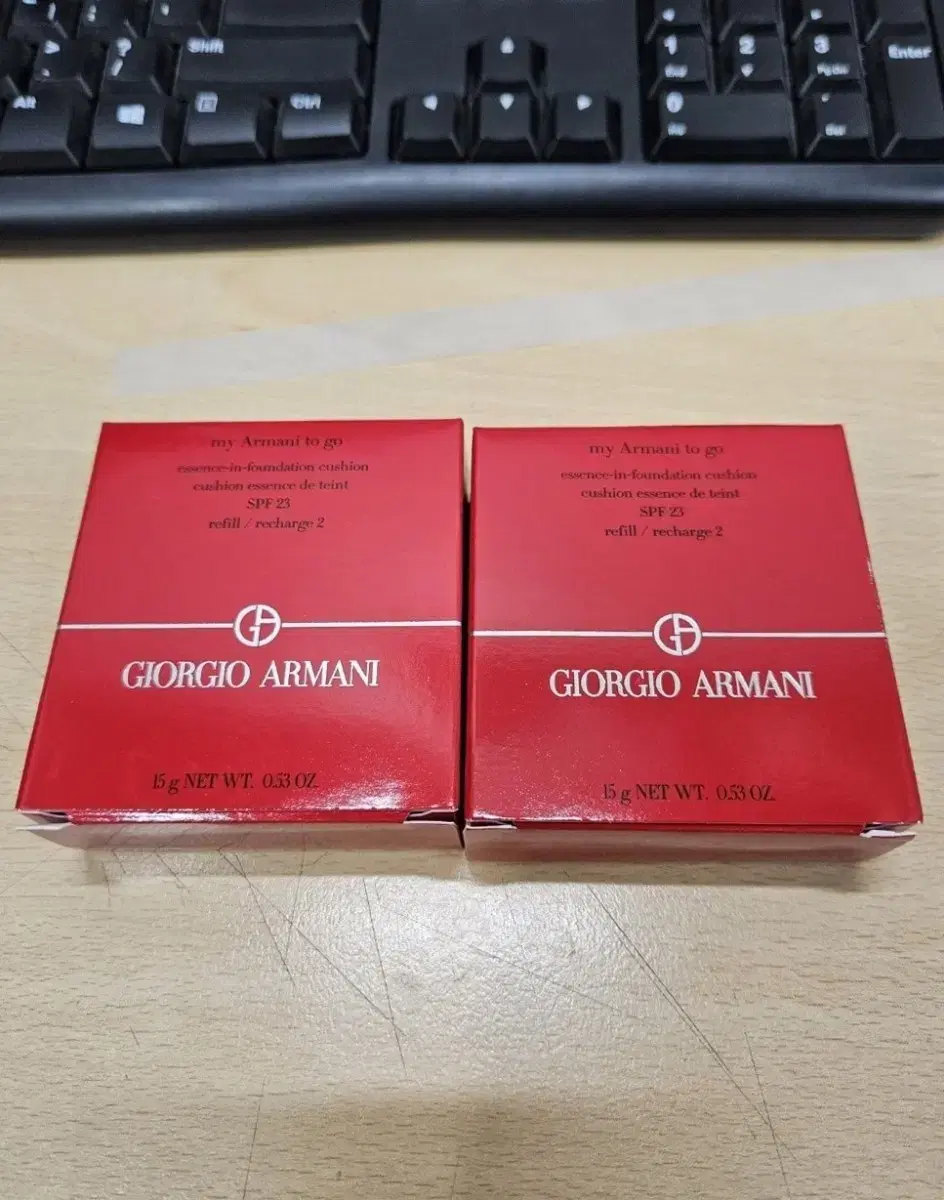 Shift
Alt
Ctrl
1
2
3
Enter
0
my Armani to go
essence-in-foundation cushion
cushion essence de teint
SPF 23
refill / recharge 2
GA
GIORGIO ARMANI
15 g NET WT. 0.53 OZ.
my Armani to go
essence-in-foundation cushion
cushion essence de teint
SPF 23
refill / recharge 2
GA
GIORGIO ARMANI
15 g NET WT. 0.53 OZ.